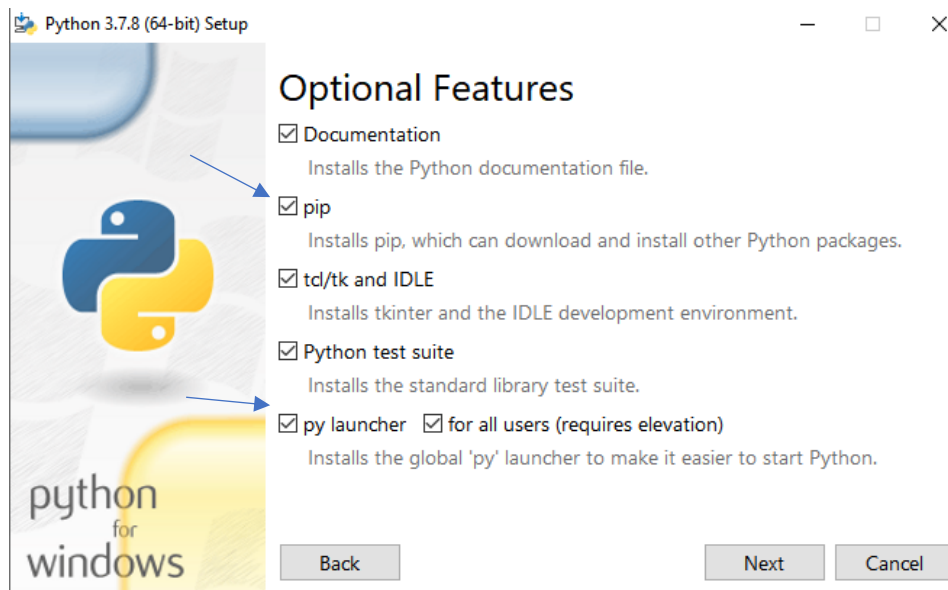 Python 3.7.8 (64-bit) Setup
Optional Features
Documentation
Installs the Python documentation file.
pip
Installs pip, which can download and install other Python packages.
tcl/tk and IDLE
Installs tkinter and the IDLE development environment.
Python test suite
Installs the standard library test suite.
py launcher for all users (requires elevation)
Installs the global 'py' launcher to make it easier to start Python.
python
for
windows
Back Next Cancel